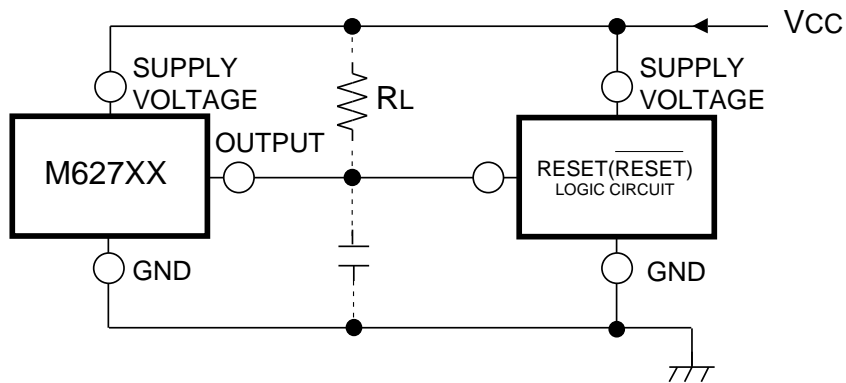 VCC
SUPPLY
VOLTAGE
RL
SUPPLY
VOLTAGE
M627XX
OUTPUT
RESET(RESET)
LOGIC CIRCUIT
GND
GND